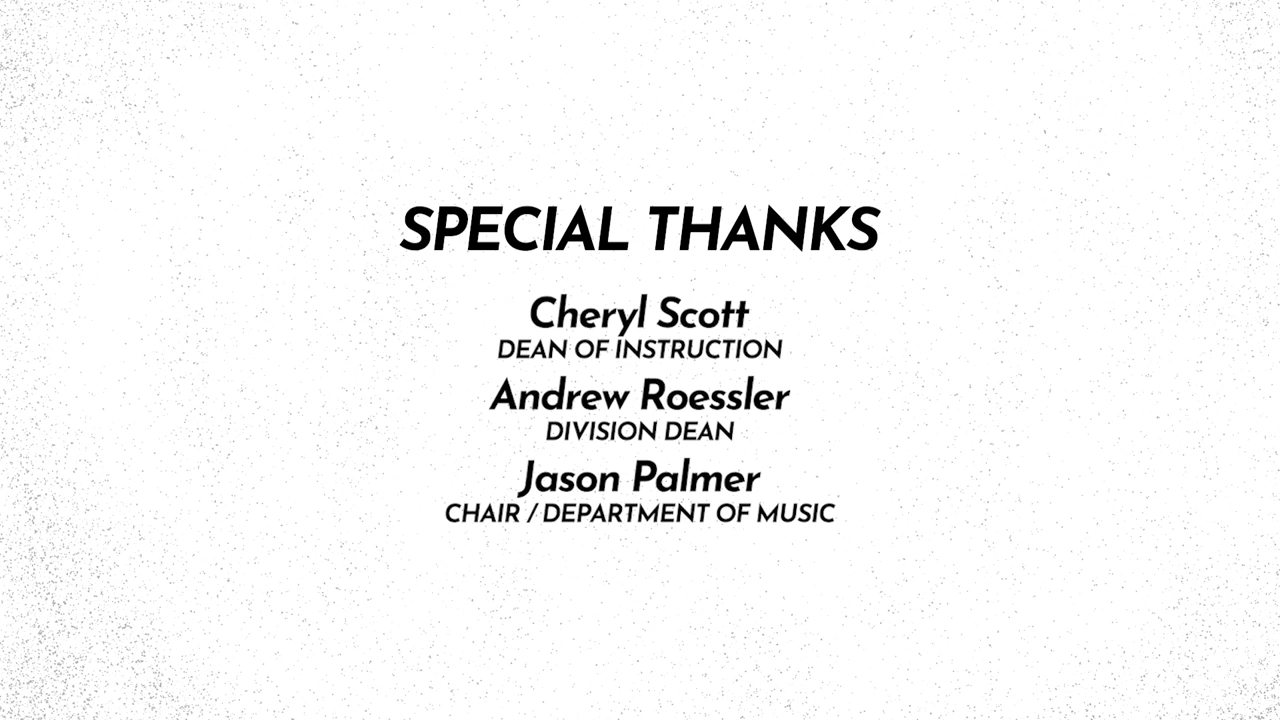 SPECIAL THANKS
Cheryl Scott
DEAN OF INSTRUCTION
Andrew Roessler
DIVISION DEAN
Jason Palmer
CHAIR / DEPARTMENT OF MUSIC